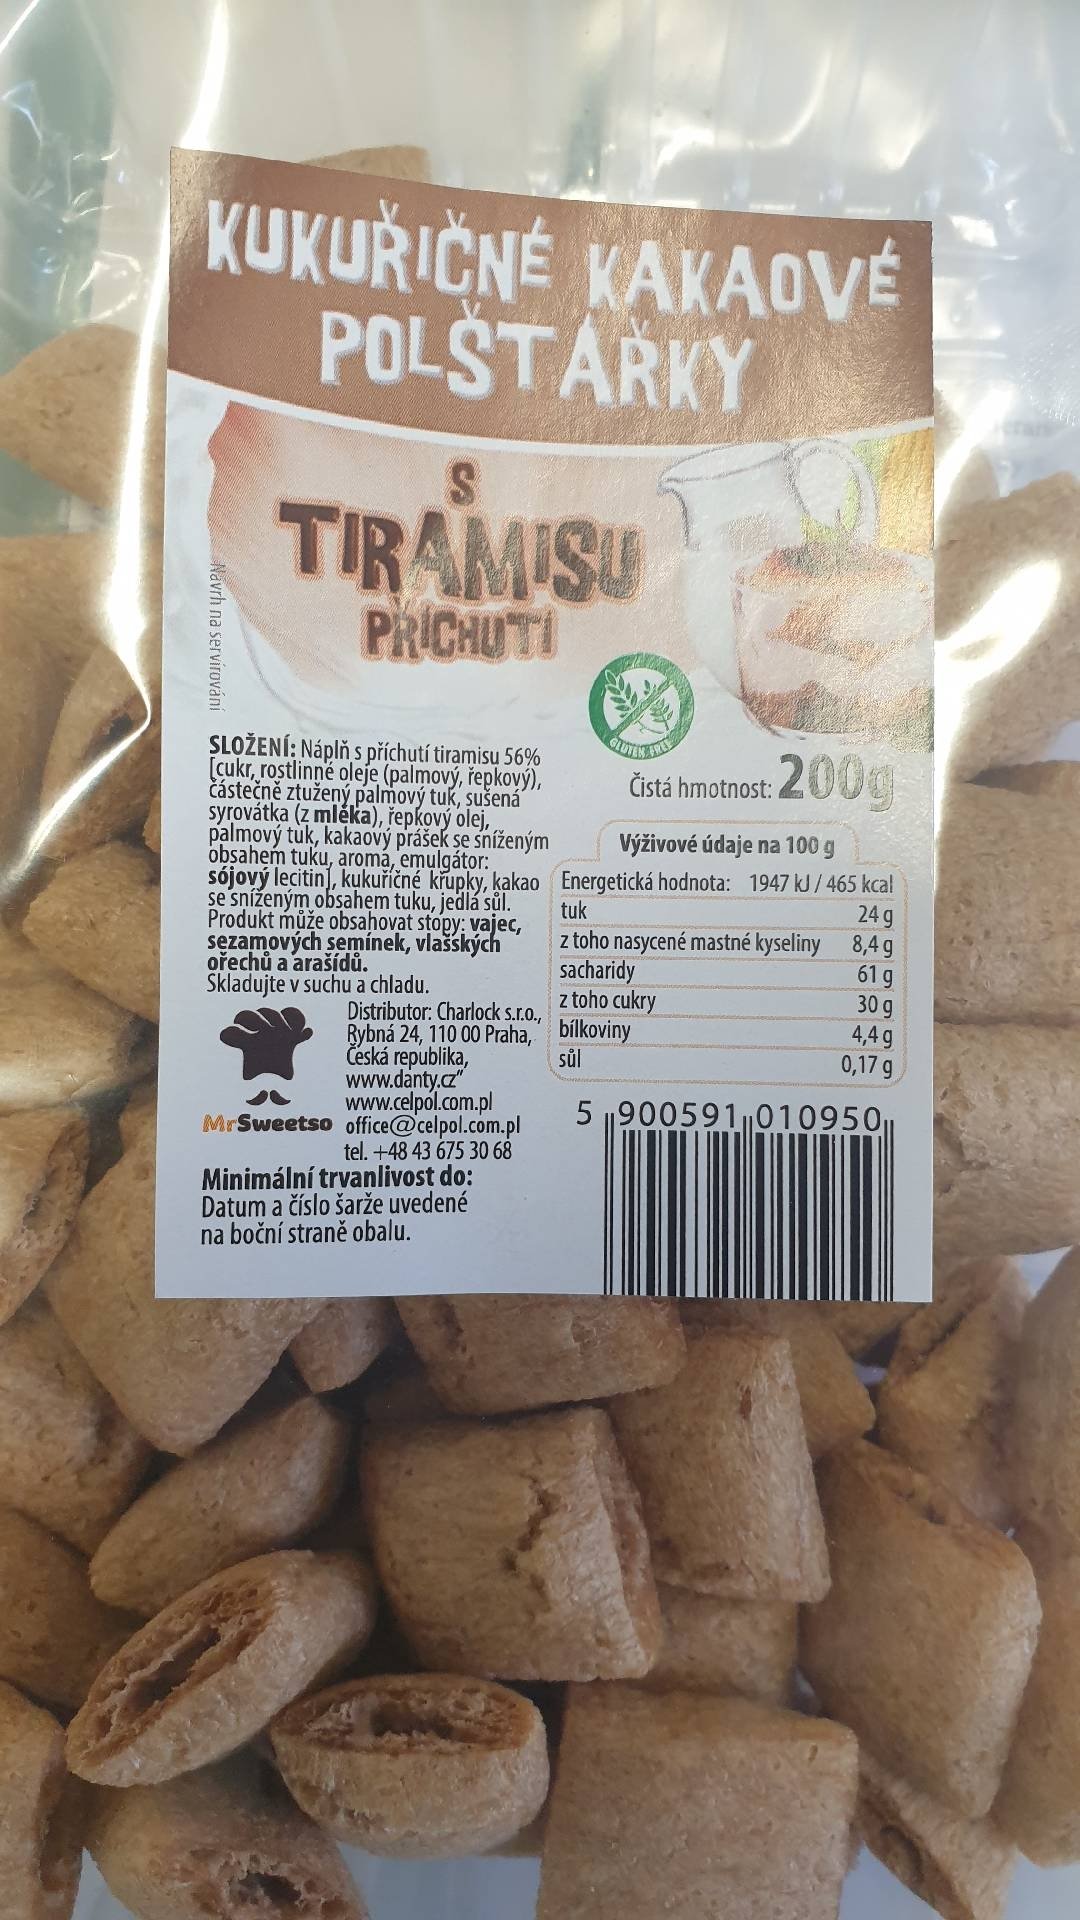 KUKUŘIČNÉ KAKAOVÉ
POLŠTÁŘKY
S
TIRAMISU
PŘÍCHUTÍ
Návrh na servírování
GLUTEN FREE
SLOŽENÍ: Náplň s příchutí tiramisu 56%
[cukr, rostlinné oleje (palmový, řepkový),
částečně ztužený palmový tuk, sušená
syrovátka (z mléka), řepkový olej,
palmový tuk, kakaový prášek se sníženým
obsahem tuku, aroma, emulgátor:
sójový lecitin], kukuřičné křupky, kakao
se sníženým obsahem tuku, jedlá sůl.
Produkt může obsahovat stopy: vajec,
sezamových semínek, vlašských
ořechů a arašídů.
Skladujte v suchu a chladu.
Čistá hmotnost: 200g
Výživové údaje na 100 g
Energetická hodnota: 1947 kJ / 465 kcal
tuk 24 g
z toho nasycené mastné kyseliny 8,4 g
sacharidy 61 g
z toho cukry 30 g
bílkoviny 4,4 g
sůl 0,17 g
Distributor: Charlock s.r.o.,
Rybná 24, 110 00 Praha,
Česká republika,
www.danty.cz"
www.celpol.com.pl
office@celpol.com.pl
tel. +48 43 675 30 68
MrSweetso
Minimální trvanlivost do:
Datum a číslo šarže uvedené
na boční straně obalu.
5 900591 010950